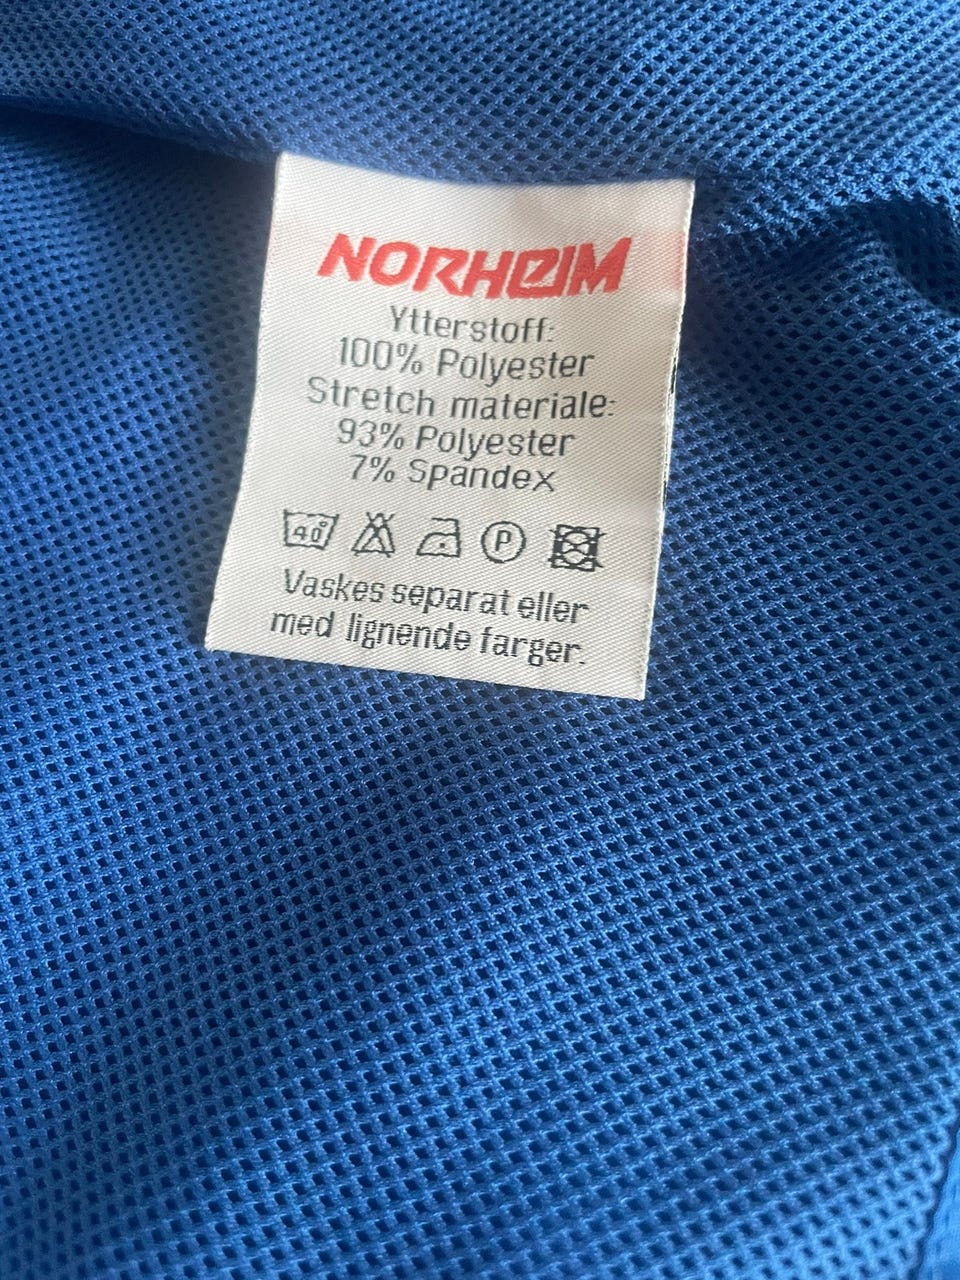 NORHEIM
Ytterstoff:
100% Polyester
Stretch materiale:
93% Polyester
7% Spandex
40° P
Vaskes separat eller
med lignende farger.